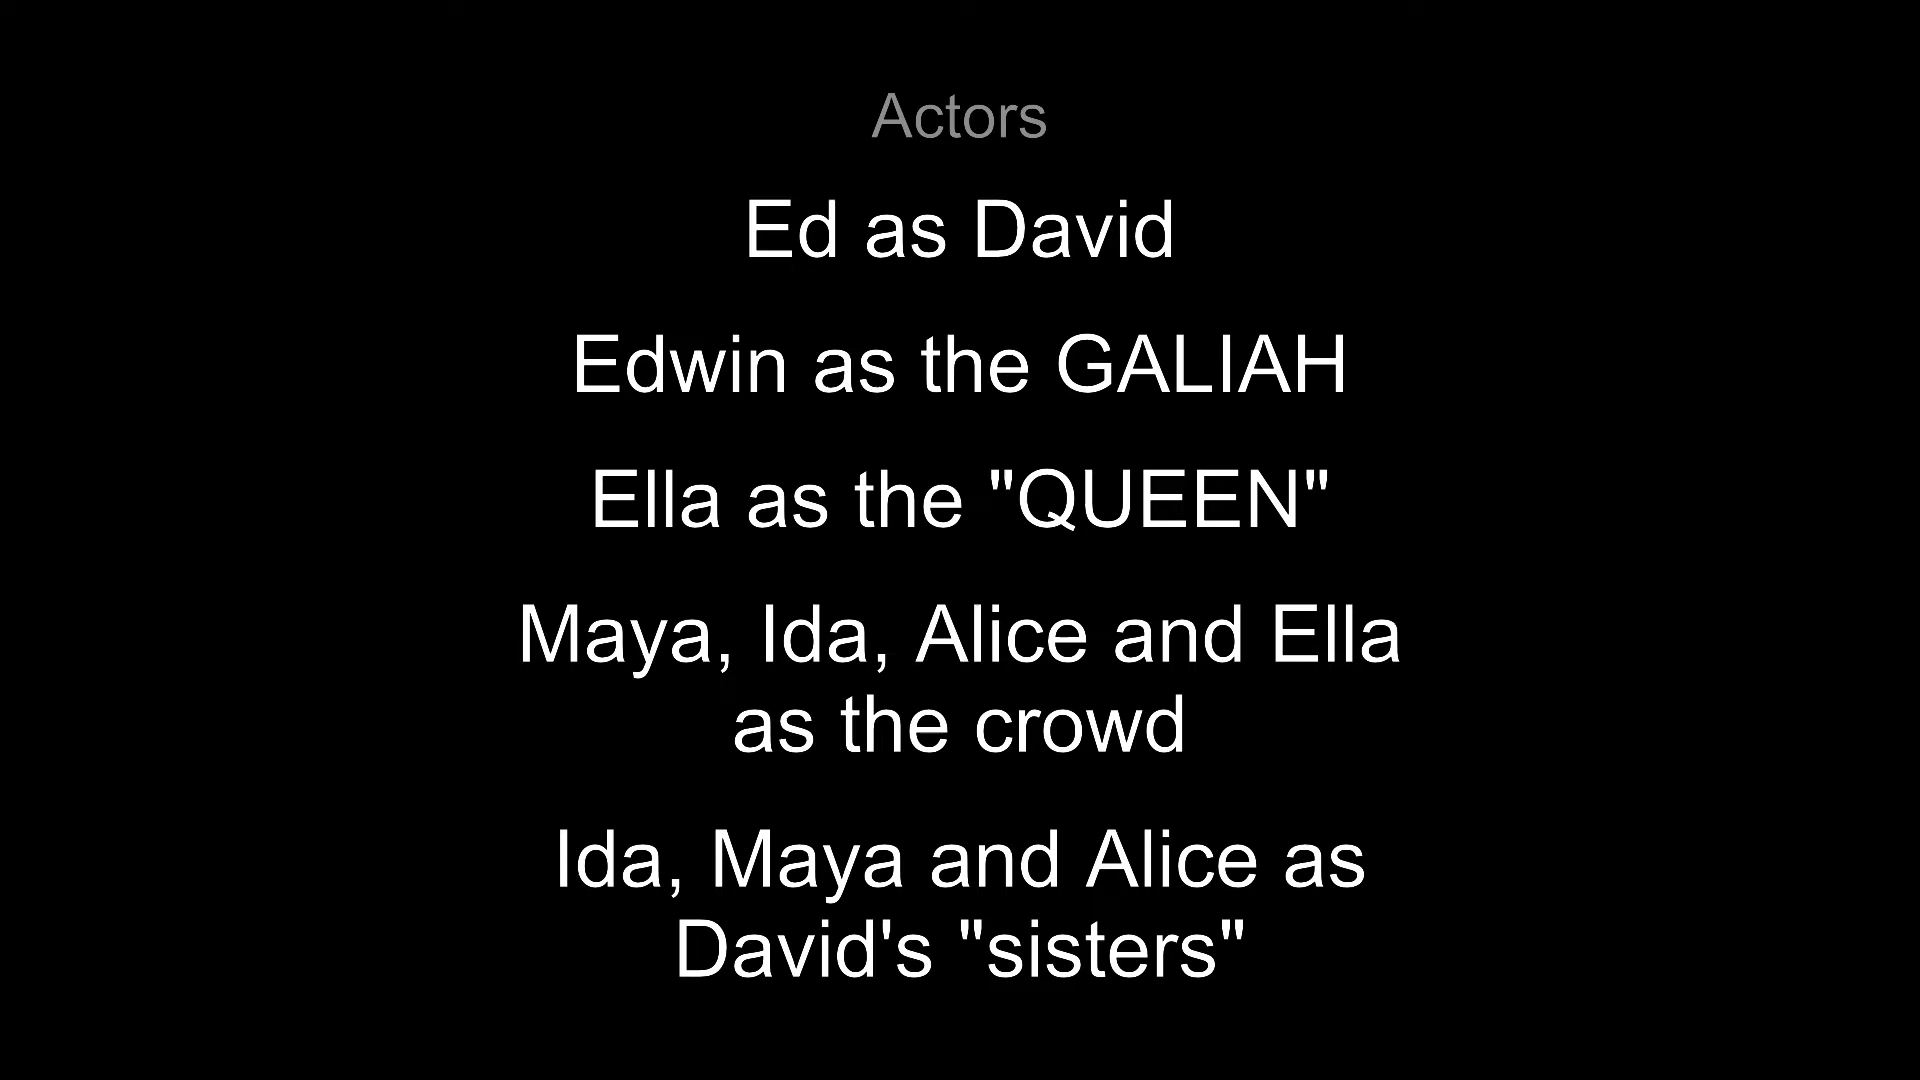 Actors
Ed as David
Edwin as the GALIAH
Ella as the "QUEEN"
Maya, Ida, Alice and Ella
as the crowd
Ida, Maya and Alice as
David's "sisters"